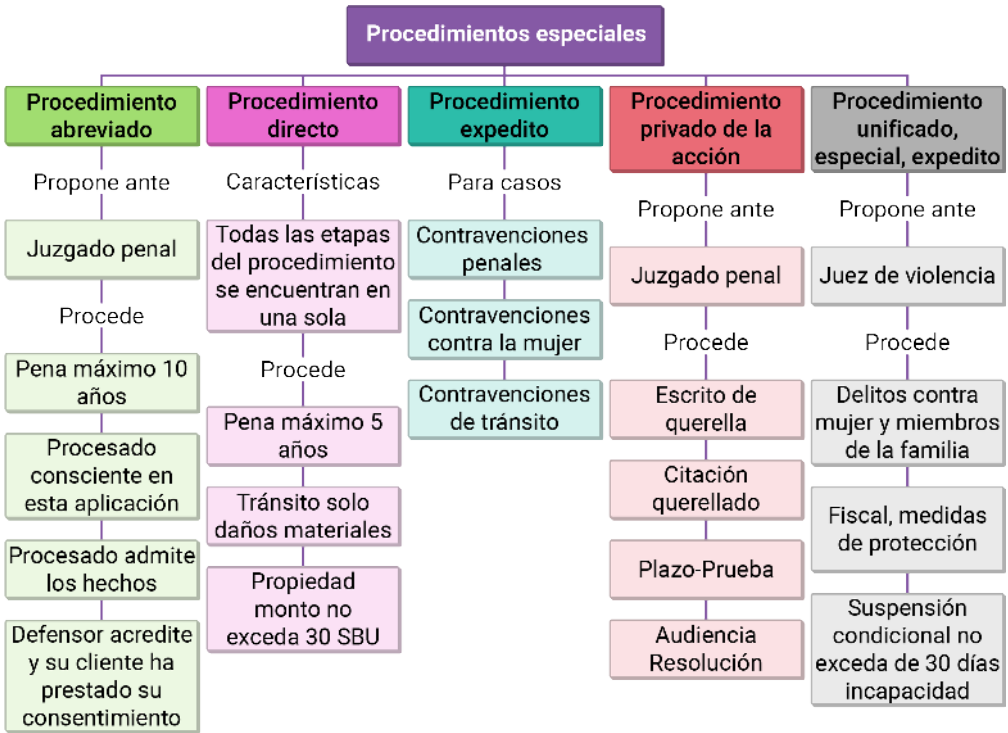 Procedimientos especiales
Procedimiento
abreviado
Propone ante
Juzgado penal
Procede
Pena máximo 10
años
Procesado
consciente en
esta aplicación
Procesado admite
los hechos
Defensor acredite
y su cliente ha
prestado su
consentimiento
Procedimiento
directo
Característícas
Todas las etapas
del procedimiento
se encuentran en
una sola
Procede
Pena máximo 5
años
Tránsito solo
daños materiales
Propiedad
monto no
exceda 30 SBU
Procedimiento
expedito
Para casos
Contravenciones
penales
Contravenciones
contra la mujer
Contravenciones
de tránsito
Procedimiento
privado de la
acción
Propone ante
Juzgado penal
Procede
Escrito de
querella
Citación
querellado
Plazo-Prueba
Audiencia
Resolución
Procedimiento
unificado,
especial, expedito
Propone ante
Juez de violencia
Procede
Delitos contra
mujer y miembros
de la familia
Fiscal, medidas
de protección
Suspensión
condicional no
exceda de 30 días
incapacidad